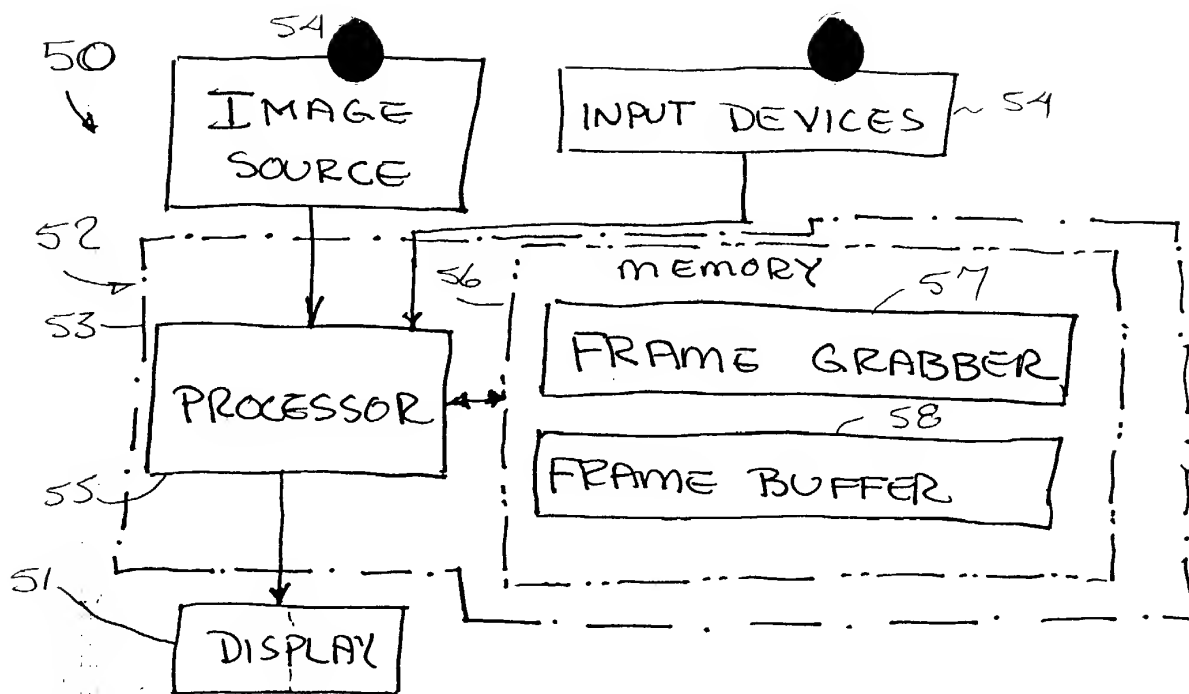 54
50
IMAGE
SOURCE
INPUT DEVICES
54
52
53
56
MEMORY
57
FRAME GRABBER
PROCESSOR
58
FRAME BUFFER
55
51
DISPLAY